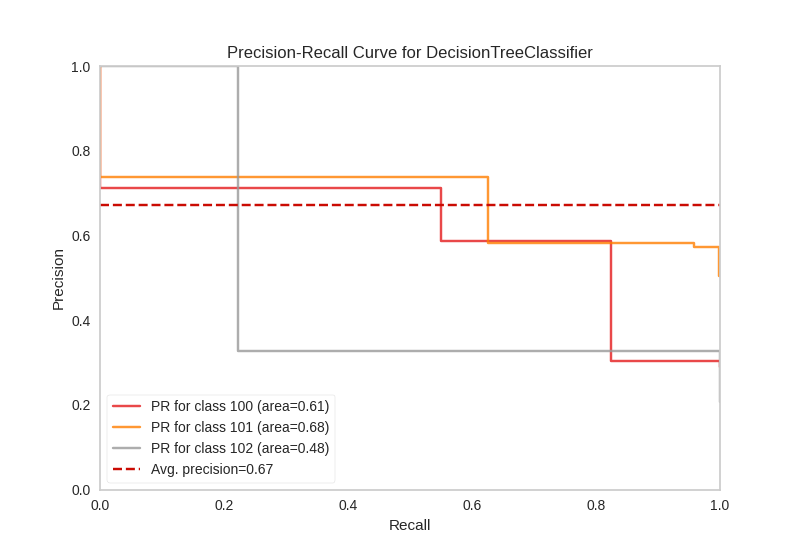 Precision-Recall Curve for DecisionTreeClassifier
1.0
0.8
0.6
0.4
0.2
0.0
Precision
PR for class 100 (area=0.61)
PR for class 101 (area=0.68)
PR for class 102 (area=0.48)
Avg. precision=0.67
0.0 0.2 0.4 0.6 0.8 1.0
Recall